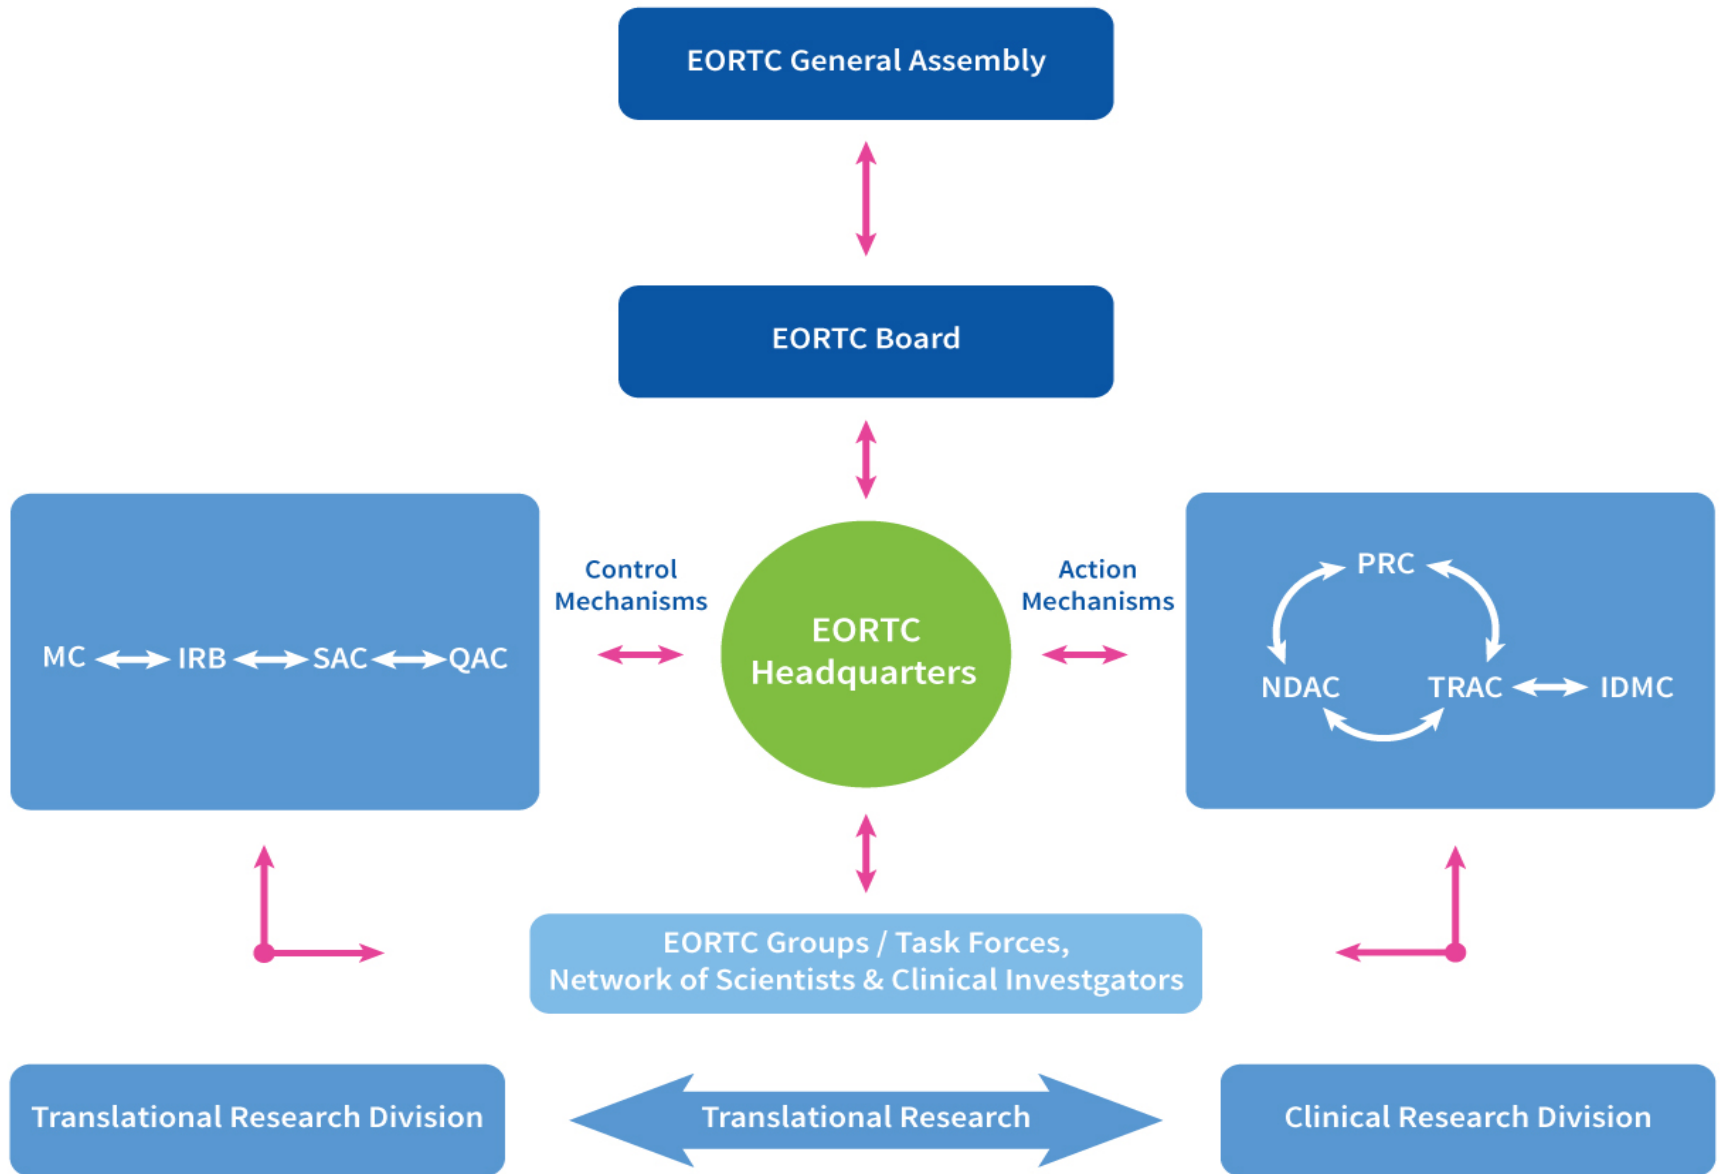 EORTC General Assembly
EORTC Board
Control
Mechanisms
Action
Mechanisms
EORTC
Headquarters
MC IRB SAC QAC
PRC
NDAC TRAC IDMC
EORTC Groups / Task Forces,
Network of Scientists & Clinical Investgators
Translational Research Division
Translational Research
Clinical Research Division